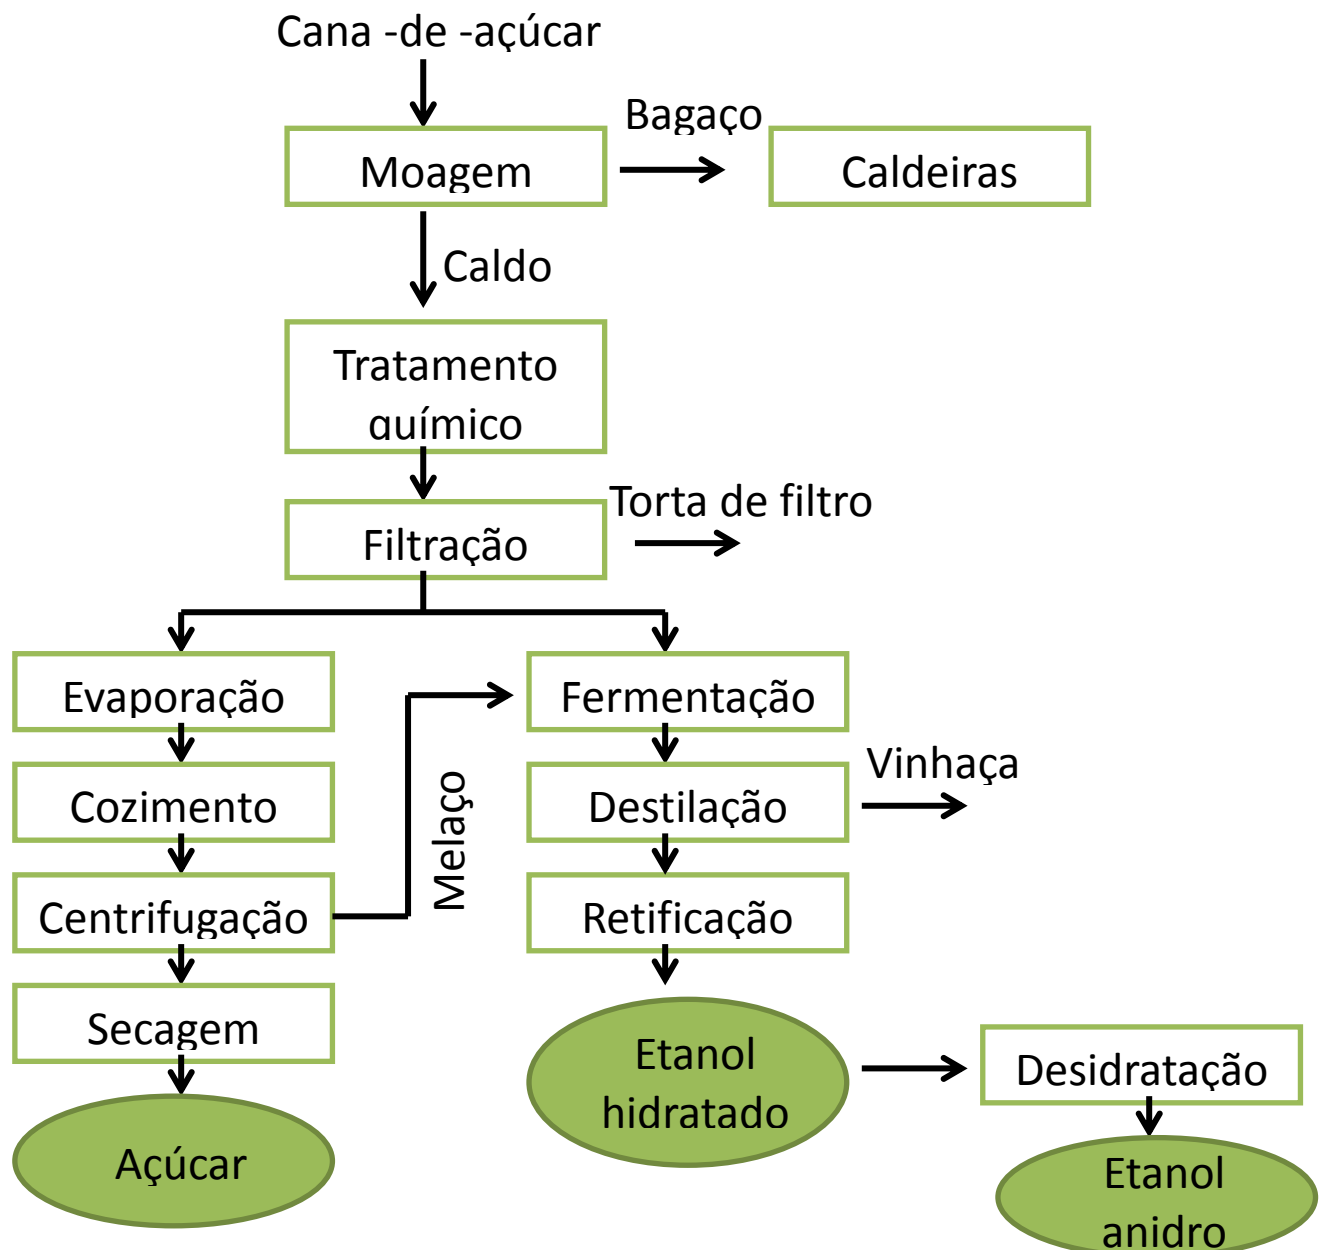 Cana -de -açúcar
Bagaço
Moagem
Caldeiras
Caldo
Tratamento
químico
Torta de filtro
Filtração
Evaporação
Fermentação
Vinhaça
Cozimento
Destilação
Melaço
Centrifugação
Retificação
Secagem
Etanol
hidratado
Desidratação
Açúcar
Etanol
anidro